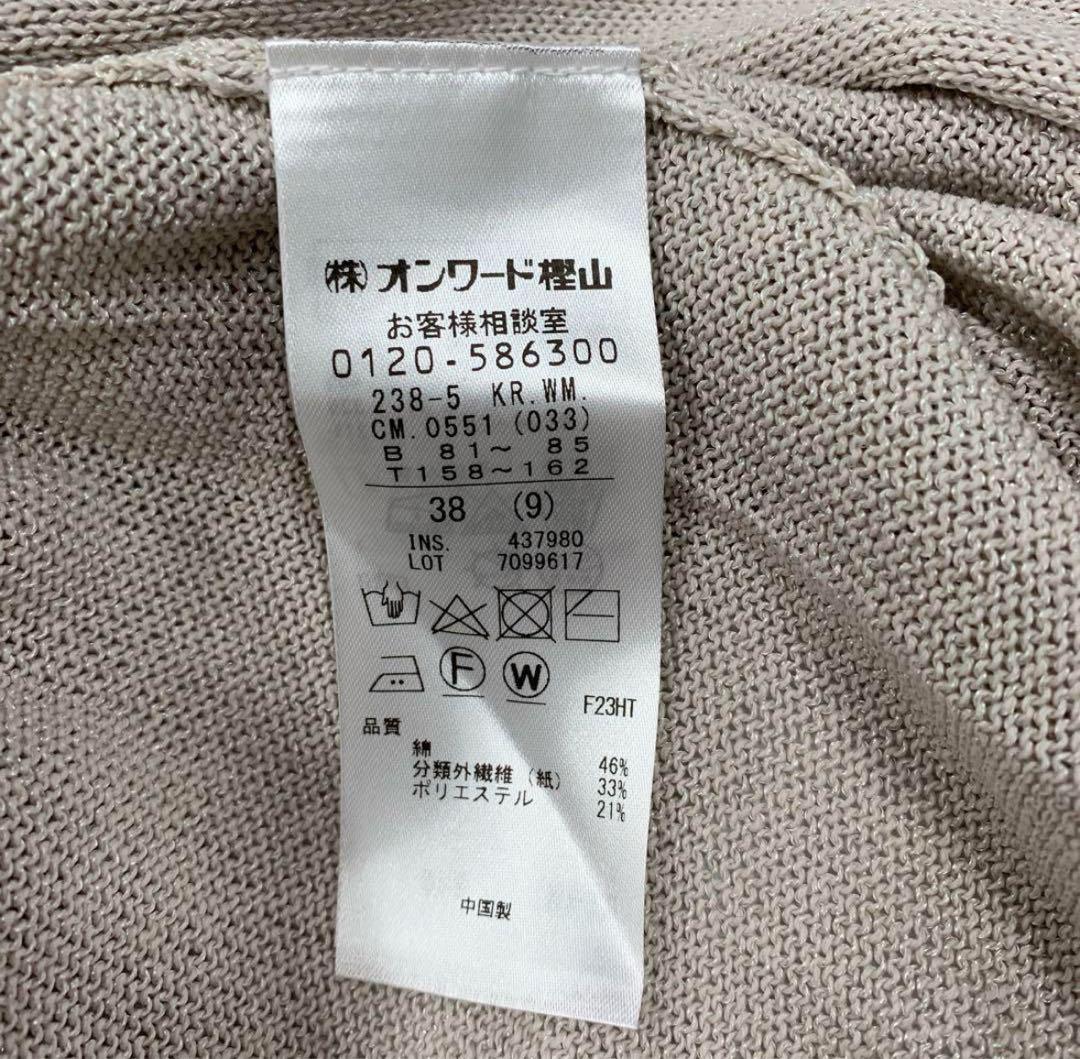 ㈱オンワード樫山
お客様相談室
0120-586300
238-5 KR.WM.
CM.0551 (033)
B 81～ 85
T158～162
38 (9)
INS. 437980
LOT 7099617
F W
F23HT
品質
綿 46%
分類外繊維(紙) 33%
ポリエステル 21%
中国製